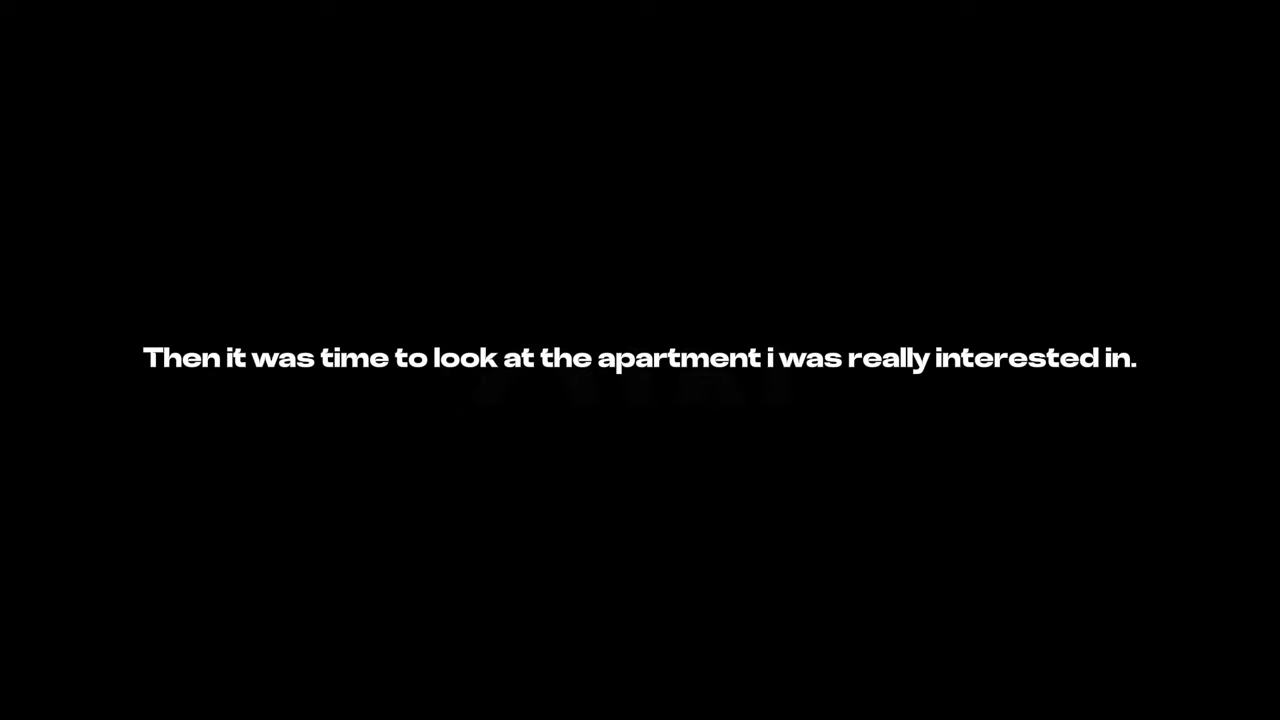 Then it was time to look at the apartment i was really interested in.